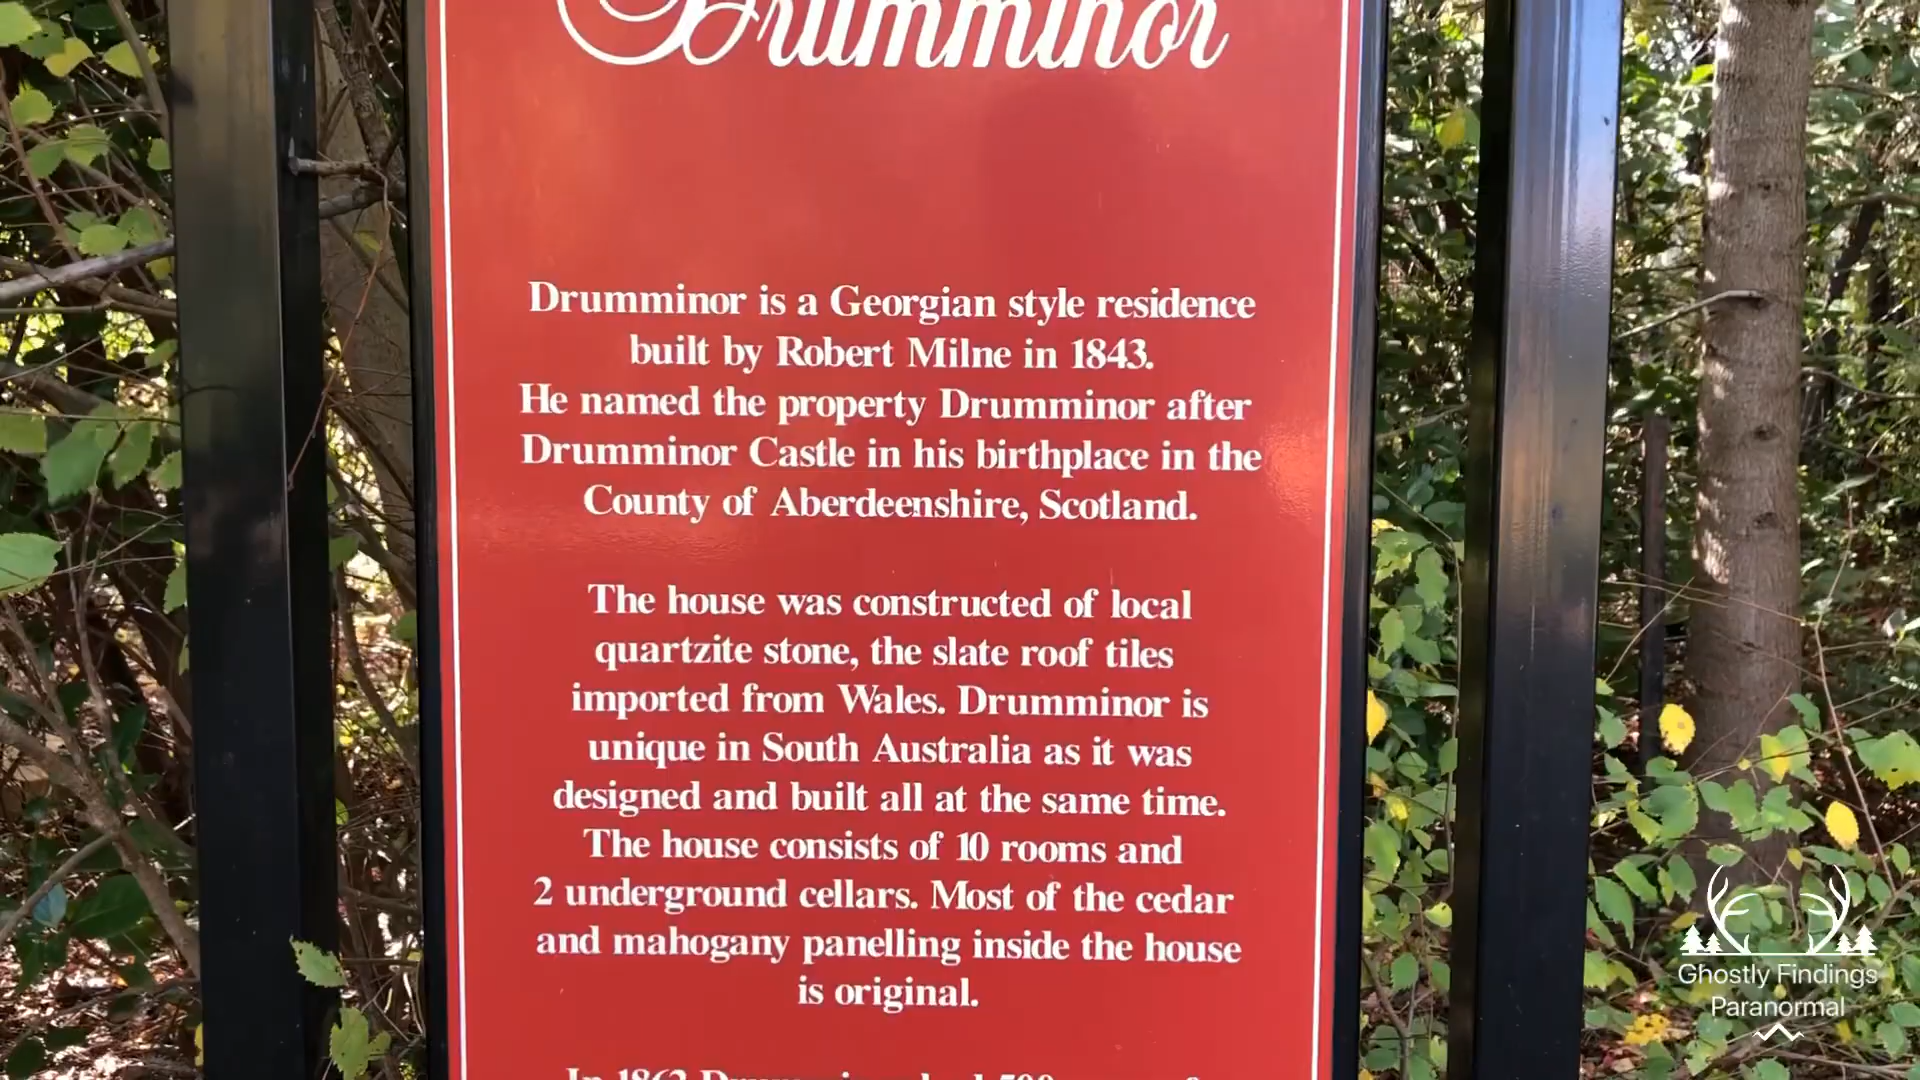 Drumminor
Drumminor is a Georgian style residence
built by Robert Milne in 1843.
He named the property Drumminor after
Drumminor Castle in his birthplace in the
County of Aberdeenshire, Scotland.
The house was constructed of local
quartzite stone, the slate roof tiles
imported from Wales. Drumminor is
unique in South Australia as it was
designed and built all at the same time.
The house consists of 10 rooms and
2 underground cellars. Most of the cedar
and mahogany panelling inside the house
is original.
Ghostly Findings
Paranormal